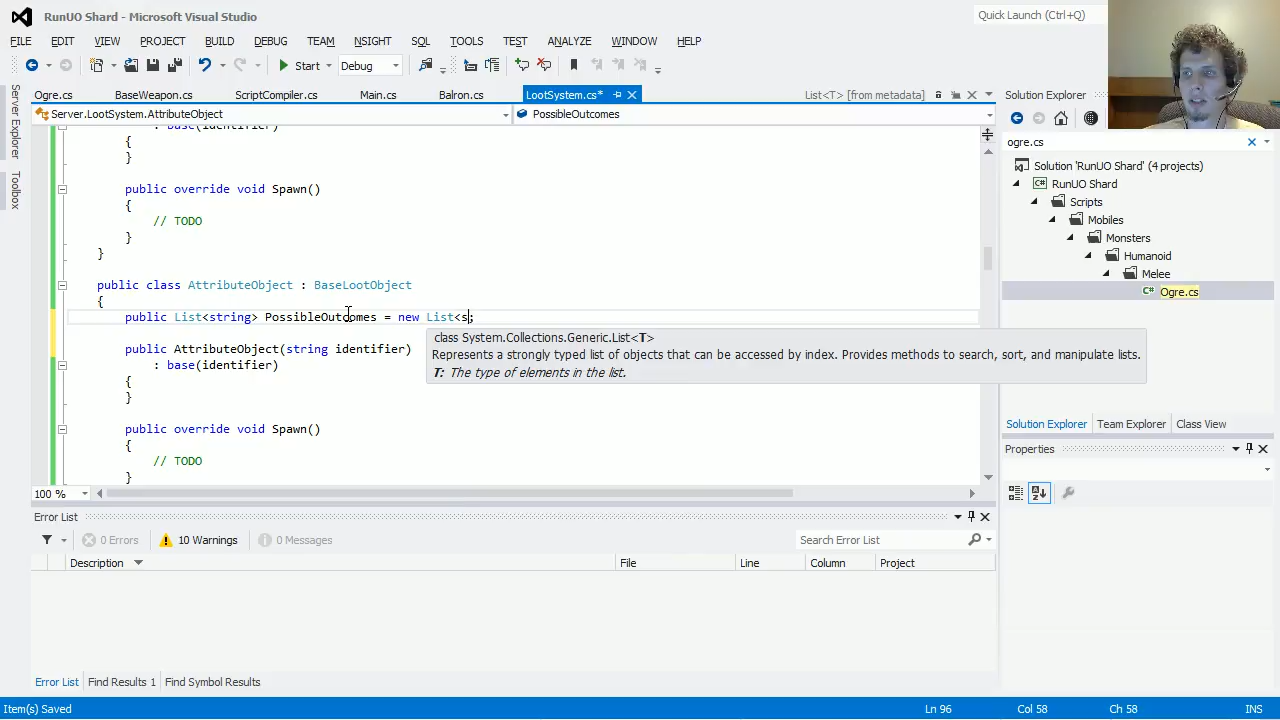 RunUO Shard - Microsoft Visual Studio
Quick Launch (Ctrl+Q)
FILE EDIT VIEW PROJECT BUILD DEBUG TEAM NSIGHT SQL TOOLS TEST ANALYZE WINDOW HELP
Start Debug
Ogre.cs BaseWeapon.cs ScriptCompiler.cs Main.cs Balron.cs LootSystem.cs* List<T> [from metadata]
Server.LootSystem.AttributeObject PossibleOutcomes
Server Explorer
Toolbox
: base(identifier)
{
}
public override void Spawn()
{
// TODO
}
}
public class AttributeObject : BaseLootObject
{
public List<string> PossibleOutcomes = new List<s;
class System.Collections.Generic.List<T>
Represents a strongly typed list of objects that can be accessed by index. Provides methods to search, sort, and manipulate lists.
T: The type of elements in the list.
public AttributeObject(string identifier)
: base(identifier)
{
}
public override void Spawn()
{
// TODO
}
100 %
Solution Explorer
ogre.cs
Solution 'RunUO Shard' (4 projects)
RunUO Shard
Scripts
Mobiles
Monsters
Humanoid
Melee
Ogre.cs
Solution Explorer Team Explorer Class View
Properties
Error List
0 Errors 10 Warnings 0 Messages Search Error List
Description File Line Column Project
Error List Find Results 1 Find Symbol Results
Item(s) Saved Ln 96 Col 58 Ch 58 INS